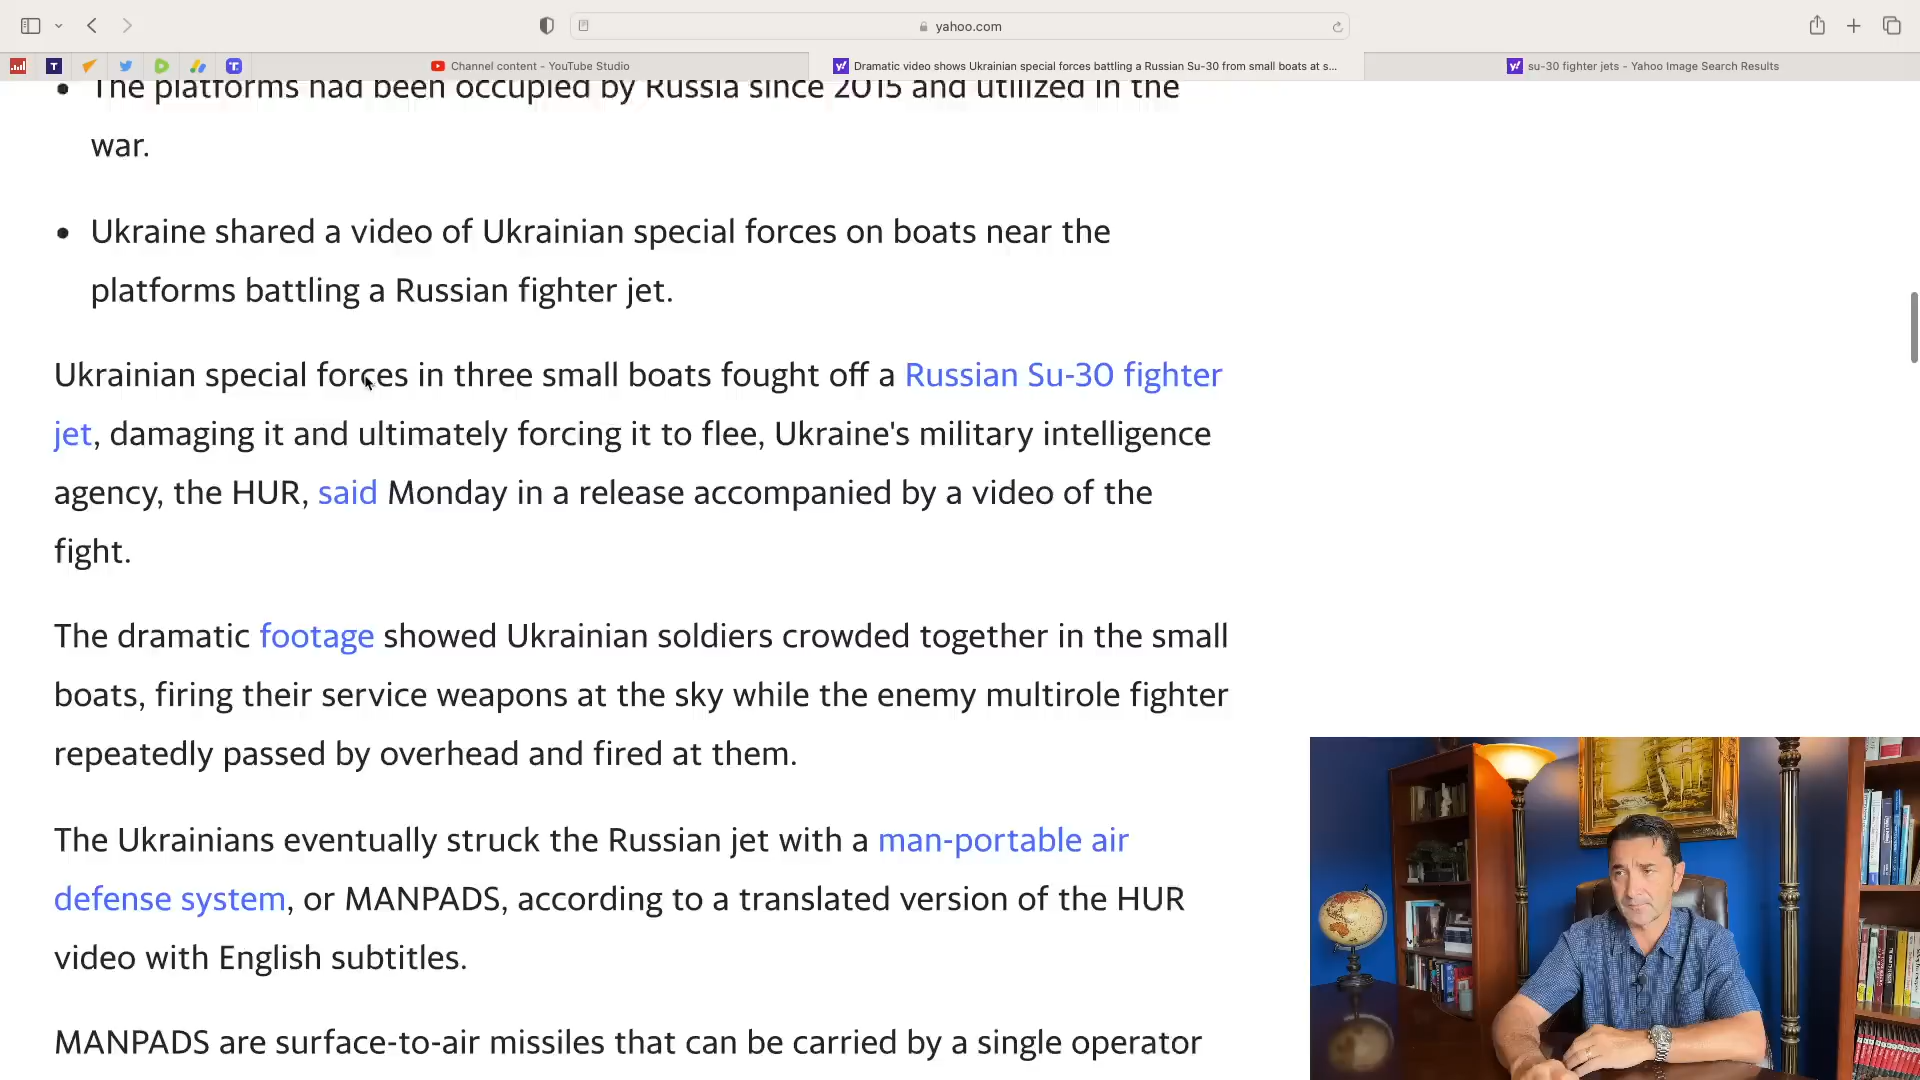 yahoo.com
Channel content - YouTube Studio
Dramatic video shows Ukrainian special forces battling a Russian Su-30 from small boats at s...
su-30 fighter jets - Yahoo Image Search Results
The platforms had been occupied by Russia since 2015 and utilized in the
war.
Ukraine shared a video of Ukrainian special forces on boats near the
platforms battling a Russian fighter jet.
Ukrainian special forces in three small boats fought off a Russian Su-30 fighter
jet, damaging it and ultimately forcing it to flee, Ukraine's military intelligence
agency, the HUR, said Monday in a release accompanied by a video of the
fight.
The dramatic footage showed Ukrainian soldiers crowded together in the small
boats, firing their service weapons at the sky while the enemy multirole fighter
repeatedly passed by overhead and fired at them.
The Ukrainians eventually struck the Russian jet with a man-portable air
defense system, or MANPADS, according to a translated version of the HUR
video with English subtitles.
MANPADS are surface-to-air missiles that can be carried by a single operator